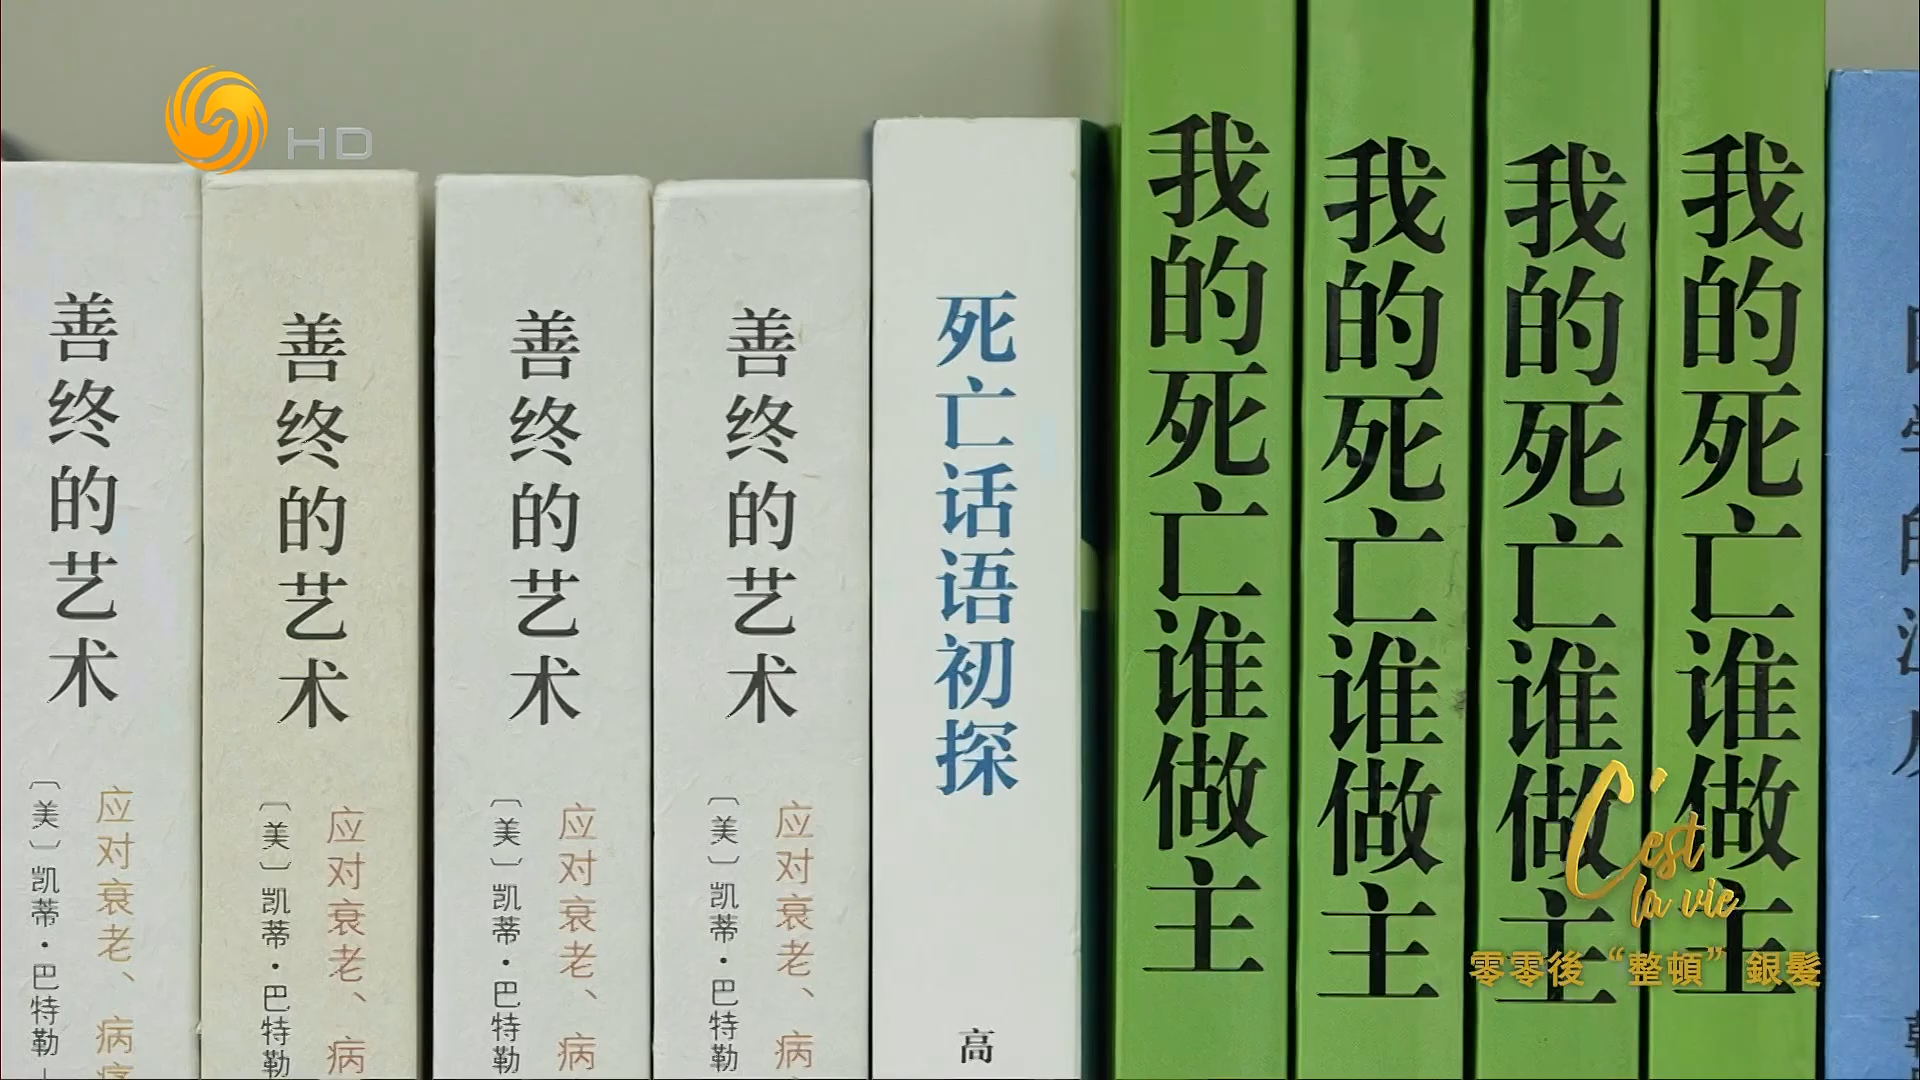 HD
善终的艺术
应对衰老、病痛
〔美〕凯蒂·巴特勒
善终的艺术
应对衰老、病
〔美〕凯蒂·巴特勒
善终的艺术
应对衰老、病
〔美〕凯蒂·巴特勒
善终的艺术
应对衰老、病
〔美〕凯蒂·巴特勒
死亡话语初探
高
我的死亡谁做主
我的死亡谁做主
我的死亡谁做主
我的死亡谁做主
C'est
la vie
零零後“整頓”銀髮